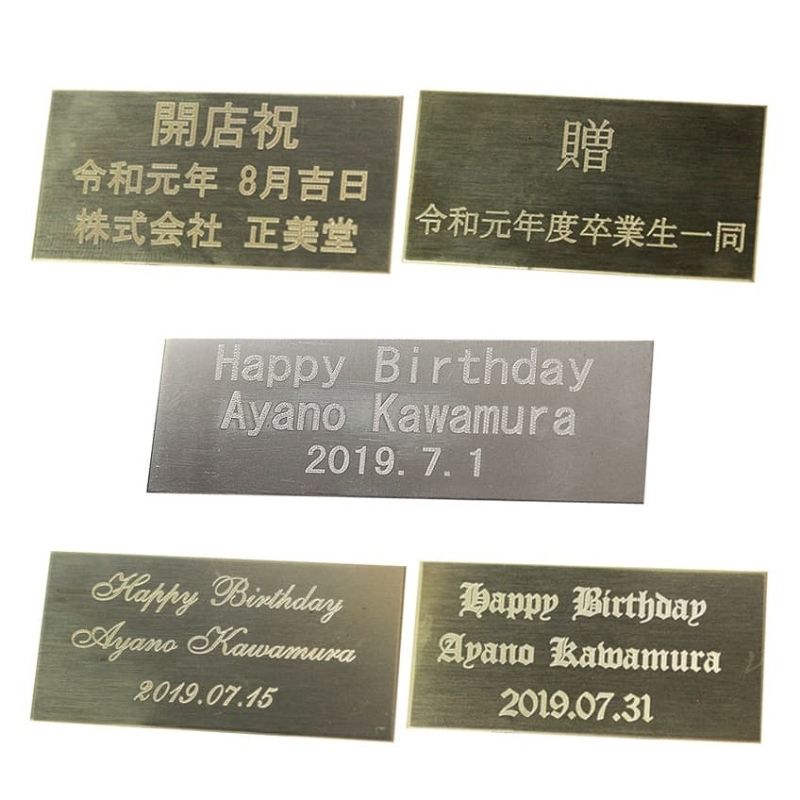 開店祝
令和元年 8月吉日
株式会社 正美堂
贈
令和元年度卒業生一同
Happy Birthday
Ayano Kawamura
2019.7.1
Happy Birthday
Ayano Kawamura
2019.07.15
Happy Birthday
Ayano Kawamura
2019.07.31